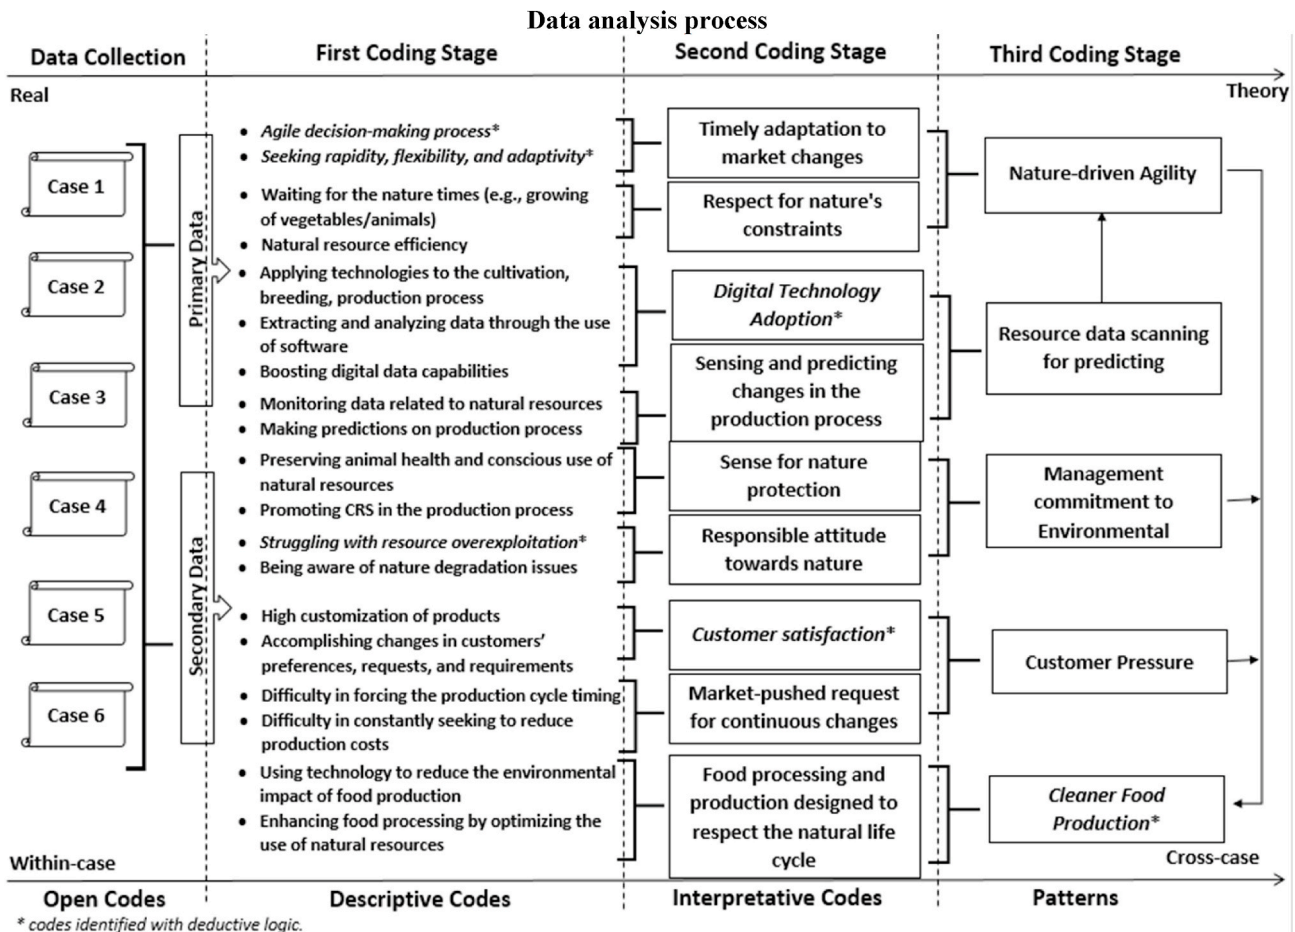 Data analysis process
Data Collection
First Coding Stage
Second Coding Stage
Third Coding Stage
Real
Theory
Case 1
Case 2
Case 3
Case 4
Case 5
Case 6
Primary Data
Secondary Data
• Agile decision-making process*
• Seeking rapidity, flexibility, and adaptivity*
• Waiting for the nature times (e.g., growing
of vegetables/animals)
• Natural resource efficiency
• Applying technologies to the cultivation,
breeding, production process
• Extracting and analyzing data through the use
of software
• Boosting digital data capabilities
• Monitoring data related to natural resources
• Making predictions on production process
• Preserving animal health and conscious use of
natural resources
• Promoting CRS in the production process
• Struggling with resource overexploitation*
• Being aware of nature degradation issues
• High customization of products
• Accomplishing changes in customers’
preferences, requests, and requirements
• Difficulty in forcing the production cycle timing
• Difficulty in constantly seeking to reduce
production costs
• Using technology to reduce the environmental
impact of food production
• Enhancing food processing by optimizing the
use of natural resources
Timely adaptation to
market changes
Respect for nature's
constraints
Digital Technology
Adoption*
Sensing and predicting
changes in the
production process
Sense for nature
protection
Responsible attitude
towards nature
Customer satisfaction*
Market-pushed request
for continuous changes
Food processing and
production designed to
respect the natural life
cycle
Nature-driven Agility
Resource data scanning
for predicting
Management
commitment to
Environmental
Customer Pressure
Cleaner Food
Production*
Within-case
Cross-case
Open Codes
Descriptive Codes
Interpretative Codes
Patterns
* codes identified with deductive logic.